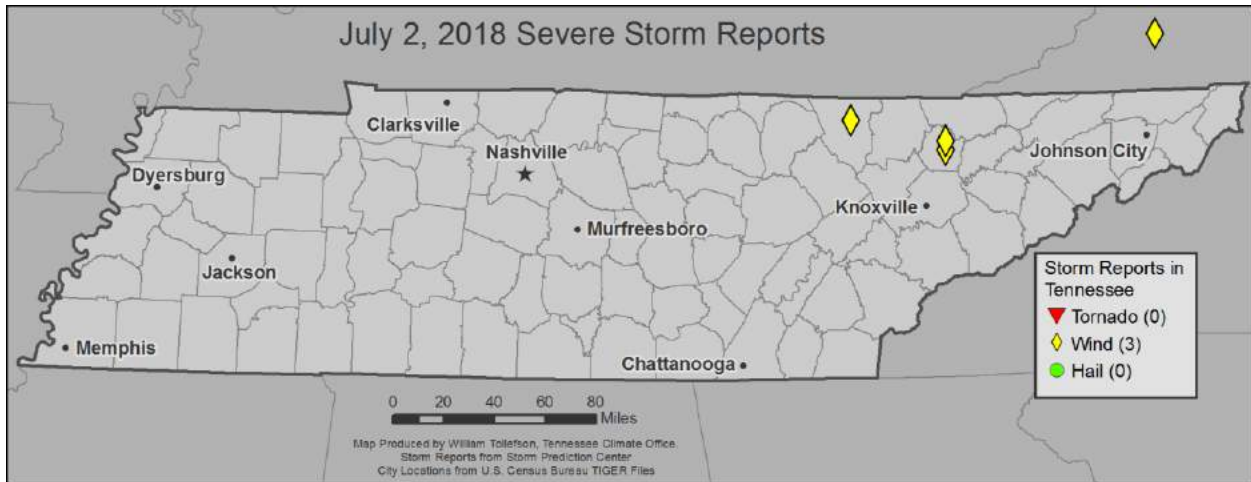 July 2, 2018 Severe Storm Reports
Clarksville
Nashville
Johnson City
Dyersburg
Knoxville
Murfreesboro
Jackson
Storm Reports in
Tennessee
Tornado (0)
Wind (3)
Hail (0)
Memphis
Chattanooga
0 20 40 60 80
Miles
Map Produced by William Tollefson, Tennessee Climate Office.
Storm Reports from Storm Prediction Center
City Locations from U.S. Census Bureau TIGER Files